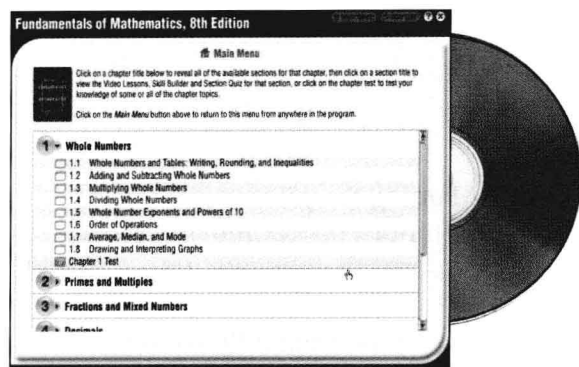 Fundamentals of Mathematics, 8th Edition
Main Menu
Click on a chapter title below to reveal all of the available sections for that chapter, then click on a section title to
view the Video Lessons, Skill Builder and Section Quiz for that section, or click on the chapter test to test your
knowledge of some or all of the chapter topics.
Click on the Main Menu button above to return to this menu from anywhere in the program.
1 Whole Numbers
1.1 Whole Numbers and Tables: Writing, Rounding, and Inequalities
1.2 Adding and Subtracting Whole Numbers
1.3 Multiplying Whole Numbers
1.4 Dividing Whole Numbers
1.5 Whole Number Exponents and Powers of 10
1.6 Order of Operations
1.7 Average, Median, and Mode
1.8 Drawing and Interpreting Graphs
Chapter 1 Test
2 Primes and Multiples
3 Fractions and Mixed Numbers
4 Decimals